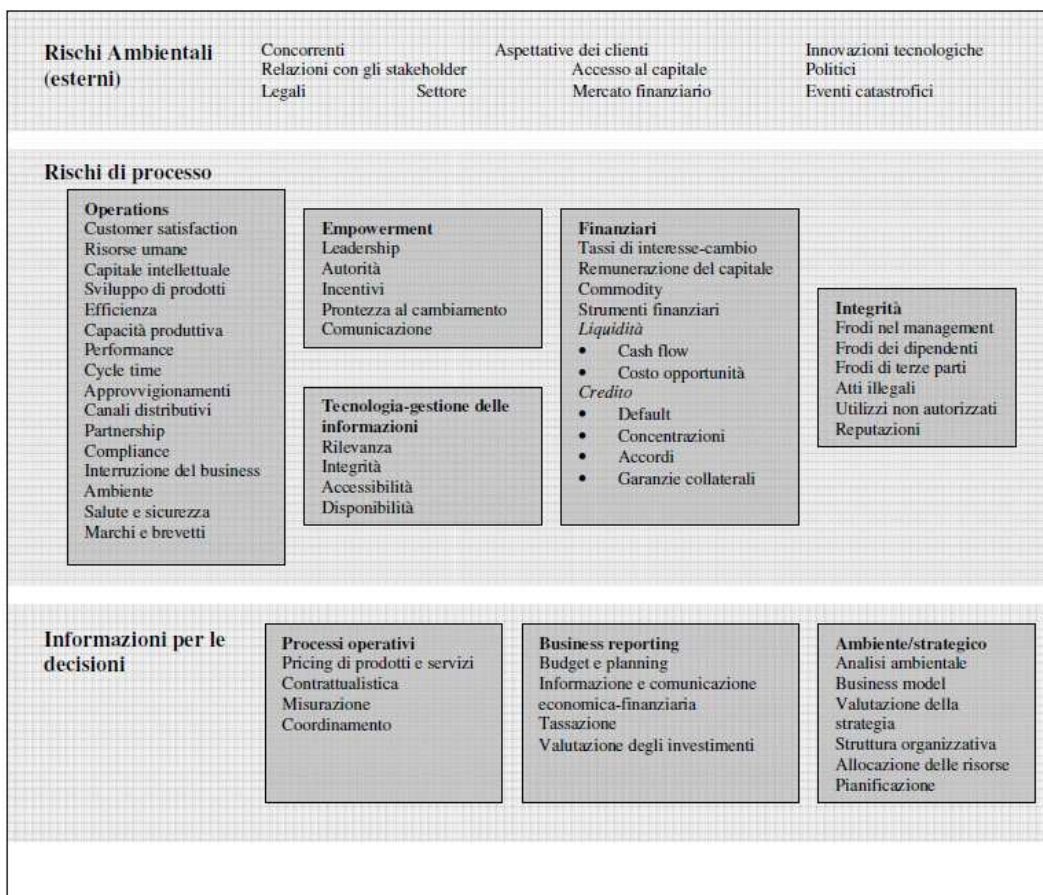 Rischi Ambientali
(esterni)
Concorrenti
Aspettative dei clienti
Innovazioni tecnologiche
Relazioni con gli stakeholder
Accesso al capitale
Politici
Legali
Settore
Mercato finanziario
Eventi catastrofici
Rischi di processo
Operations
Customer satisfaction
Risorse umane
Capitale intellettuale
Sviluppo di prodotti
Efficienza
Capacità produttiva
Performance
Cycle time
Approvvigionamenti
Canali distributivi
Partnership
Compliance
Interruzione del business
Ambiente
Salute e sicurezza
Marchi e brevetti
Empowerment
Leadership
Autorità
Incentivi
Prontezza al cambiamento
Comunicazione
Tecnologia-gestione delle
informazioni
Rilevanza
Integrità
Accessibilità
Disponibilità
Finanziari
Tassi di interesse-cambio
Remunerazione del capitale
Commodity
Strumenti finanziari
Liquidità
• Cash flow
• Costo opportunità
Credito
• Default
• Concentrazioni
• Accordi
• Garanzie collaterali
Integrità
Frodi nel management
Frodi dei dipendenti
Frodi di terze parti
Atti illegali
Utilizzi non autorizzati
Reputazioni
Informazioni per le
decisioni
Processi operativi
Pricing di prodotti e servizi
Contrattualistica
Misurazione
Coordinamento
Business reporting
Budget e planning
Informazione e comunicazione
economica-finanziaria
Tassazione
Valutazione degli investimenti
Ambiente/strategico
Analisi ambientale
Business model
Valutazione della
strategia
Struttura organizzativa
Allocazione delle risorse
Pianificazione